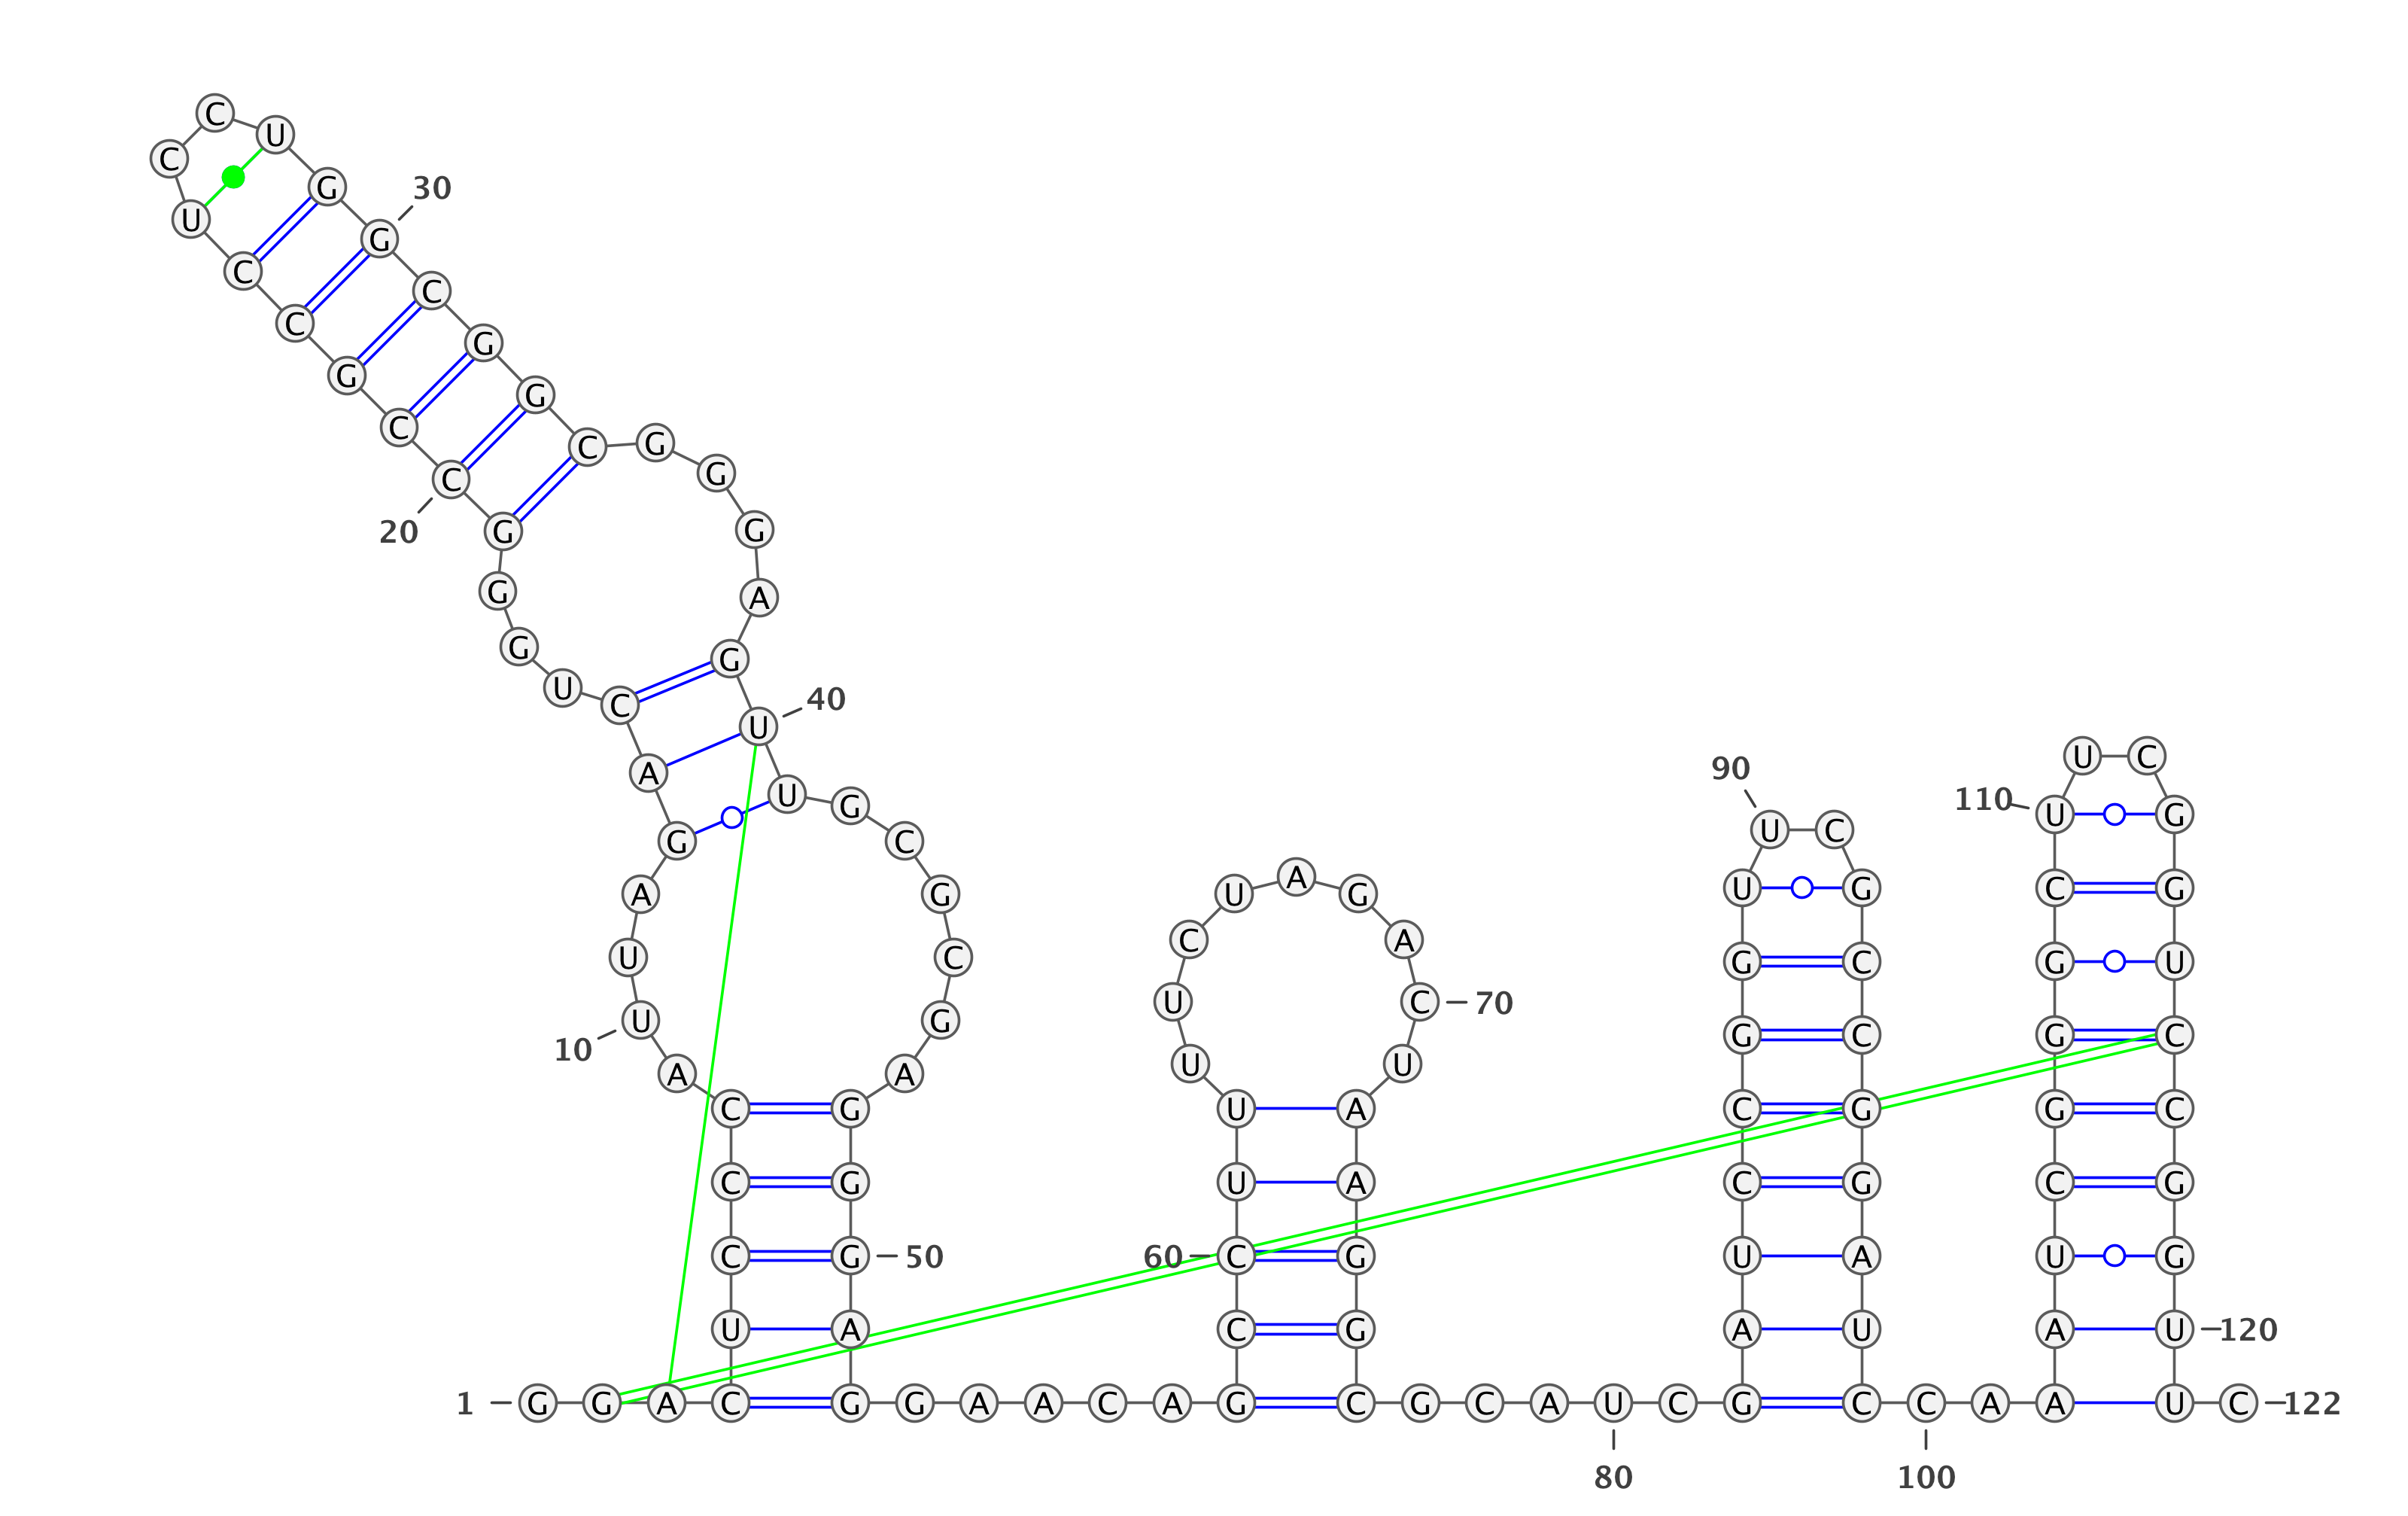 C
U
C
G 30
U
G
C
C
C
G
G
G
C
C G
C G
20 G G
G A
G G
U C 40
U
U C
A 90
U G 110 U G
U C
G C
A U G C G
A G U G
C A
U C G C G U
U C 70
U G G C G C
10
U U
A A
C G U A C G G C
C G U A C G C G
C G 50 60 C G U A U G
U A C G A U A U 120
1 G G A C G G A A C A G C G C A U C G C C A A U C 122
80 100